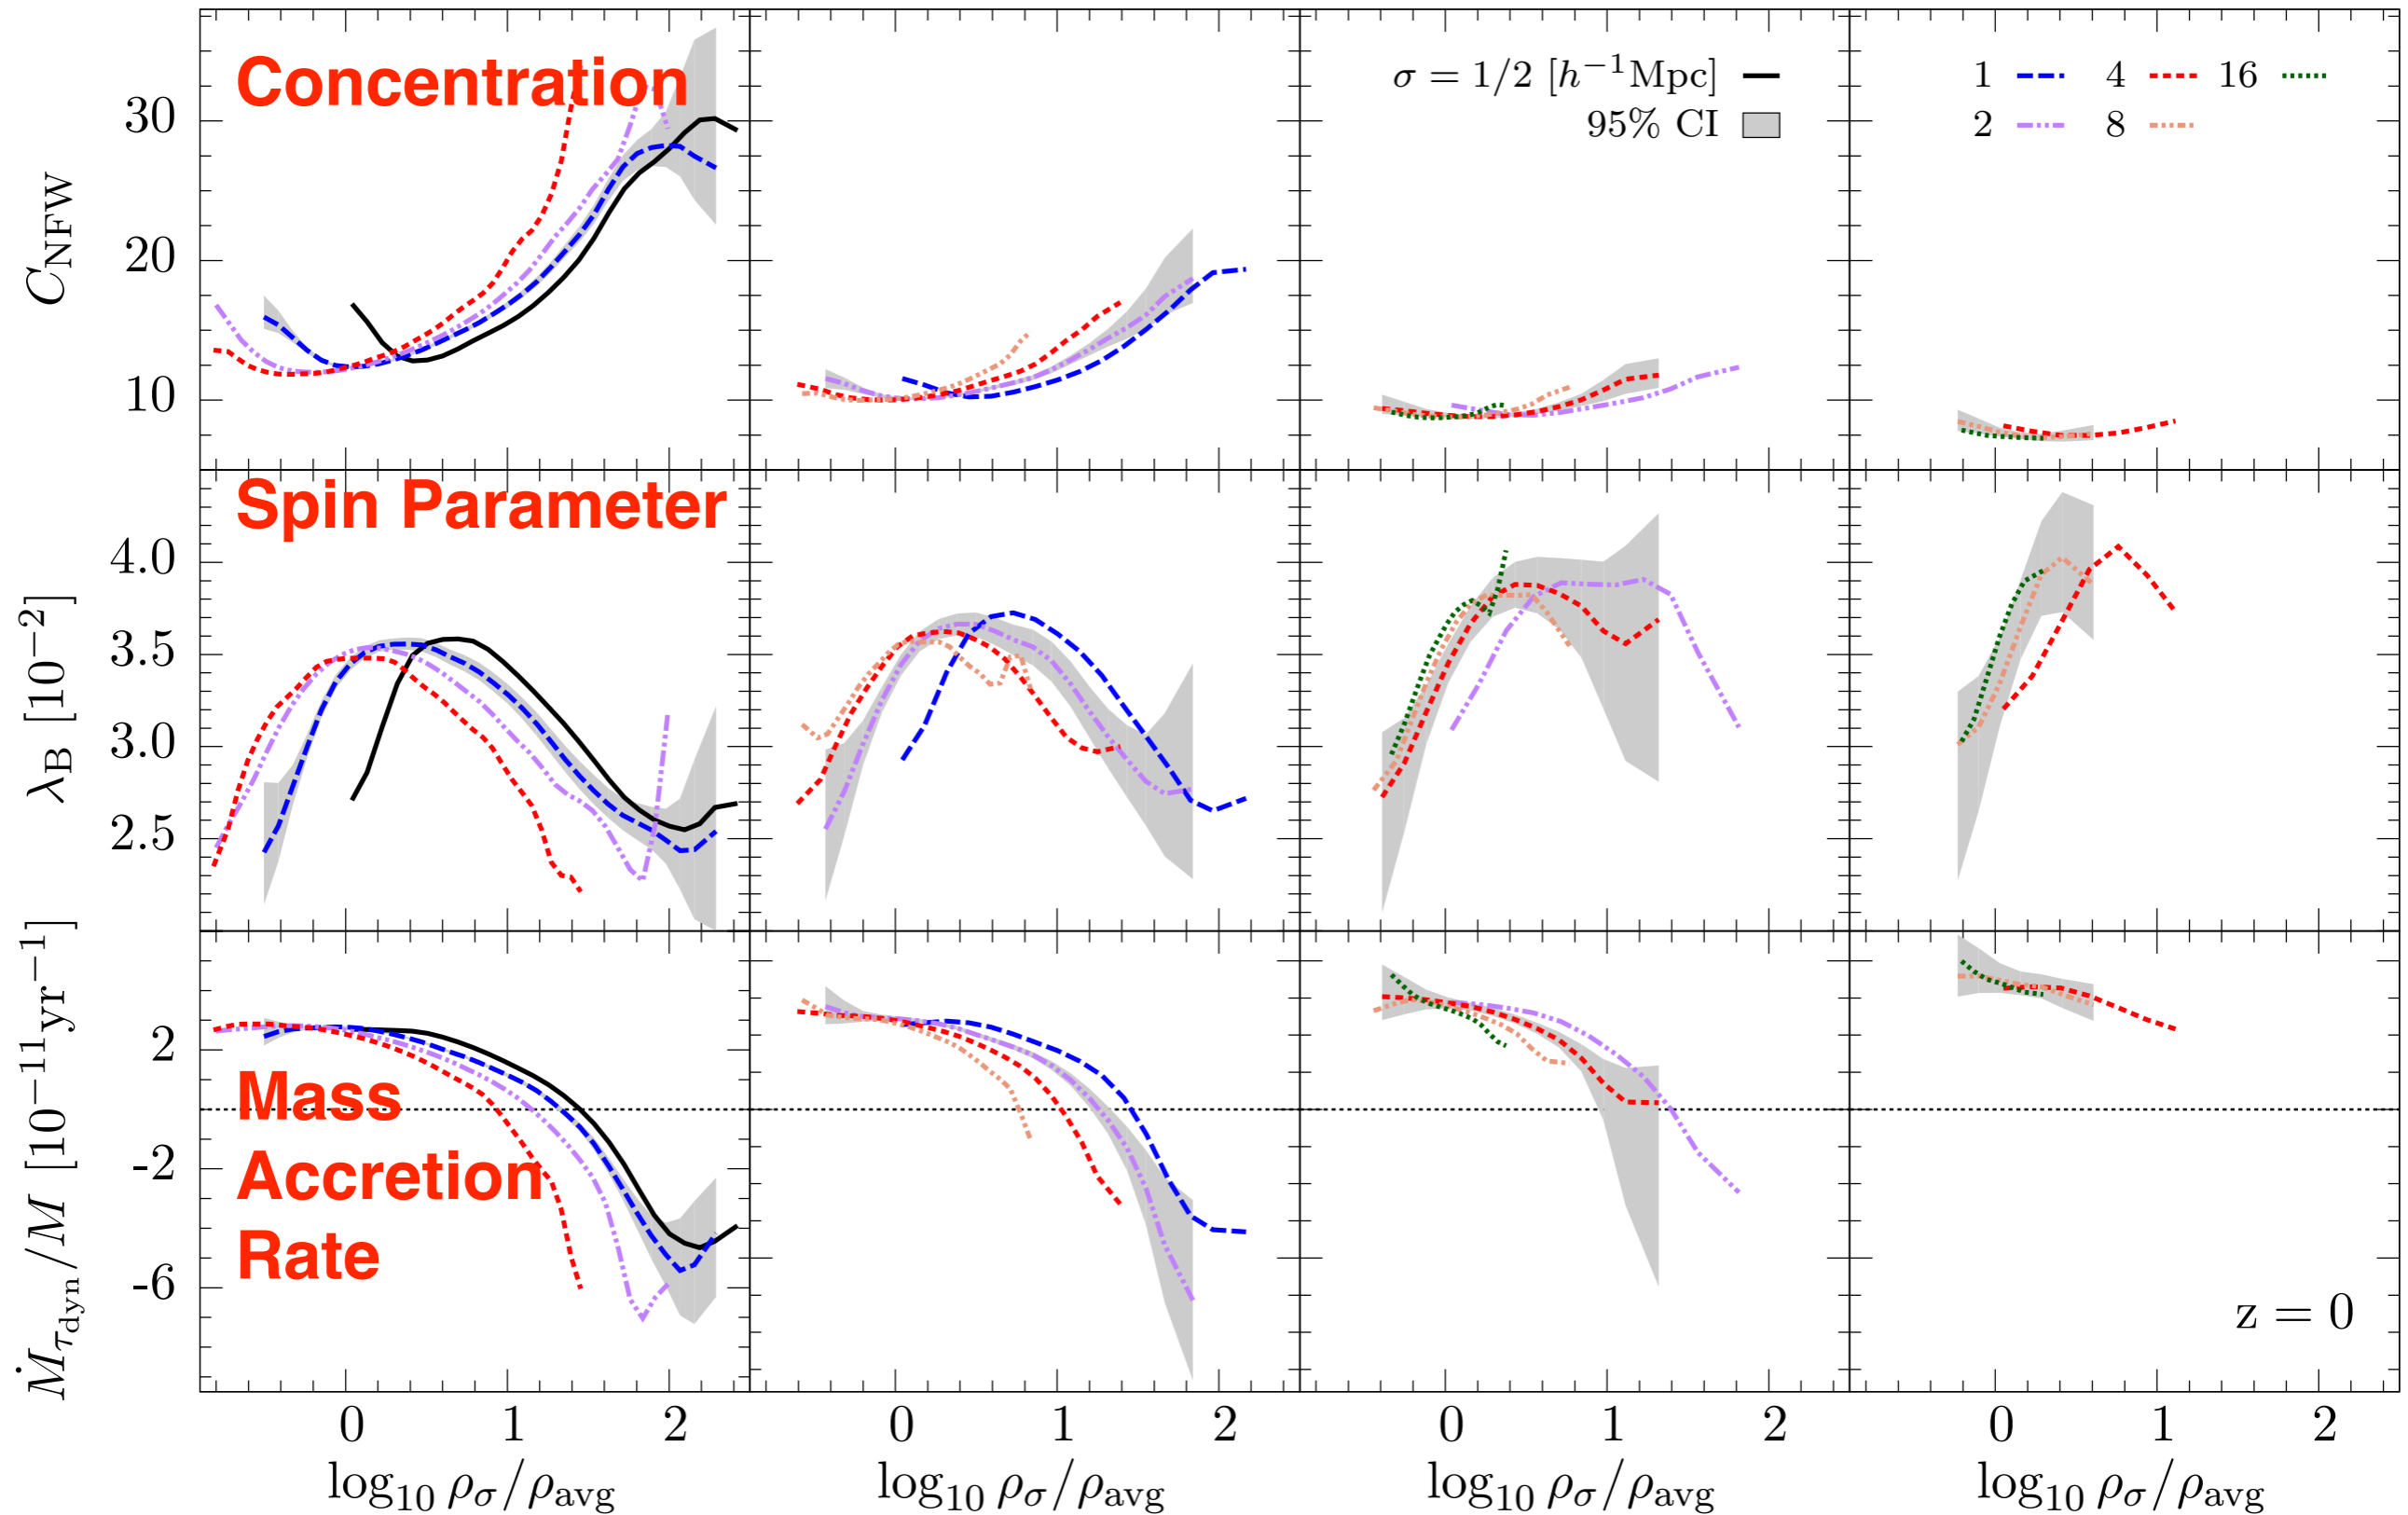 Concentration
σ = 1/2 [h⁻¹Mpc]
95% CI
1 4 16
2 8
30
20
10
C_NFW
Spin Parameter
4.0
3.5
3.0
2.5
λ_B [10⁻²]
Mass
Accretion
Rate
2
-2
-6
Ṁ_τdyn/M [10⁻¹¹yr⁻¹]
z = 0
0 1 2 0 1 2 0 1 2 0 1 2
log₁₀ ρ_σ/ρ_avg log₁₀ ρ_σ/ρ_avg log₁₀ ρ_σ/ρ_avg log₁₀ ρ_σ/ρ_avg